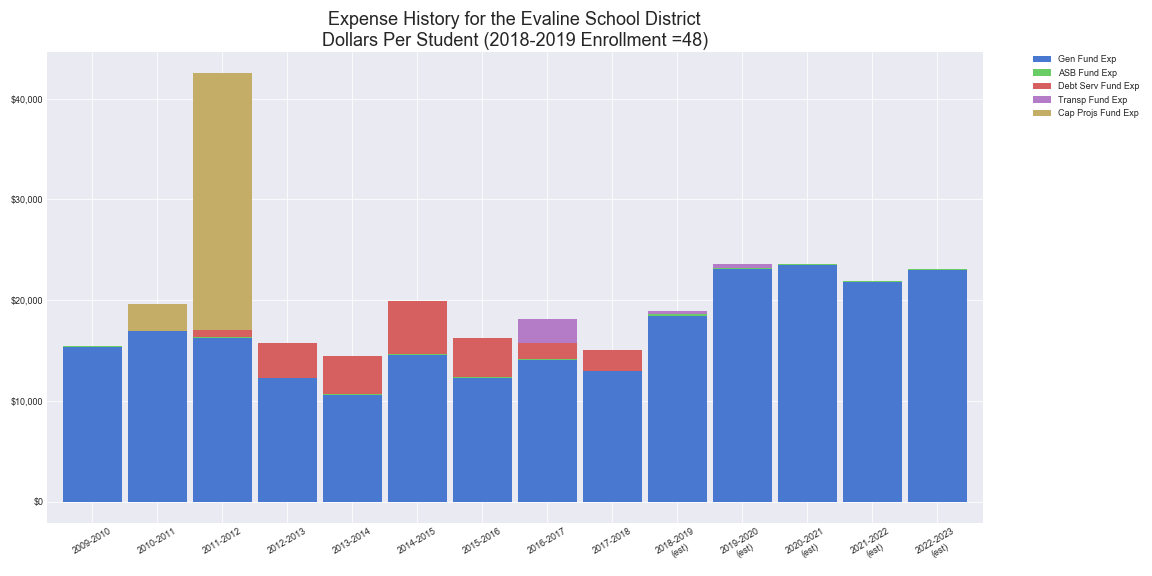 Expense History for the Evaline School District
Dollars Per Student (2018-2019 Enrollment =48)
Gen Fund Exp
ASB Fund Exp
Debt Serv Fund Exp
Transp Fund Exp
Cap Projs Fund Exp
$40,000
$30,000
$20,000
$10,000
$0
2009-2010
2010-2011
2011-2012
2012-2013
2013-2014
2014-2015
2015-2016
2016-2017
2017-2018
2018-2019
(est)
2019-2020
(est)
2020-2021
(est)
2021-2022
(est)
2022-2023
(est)